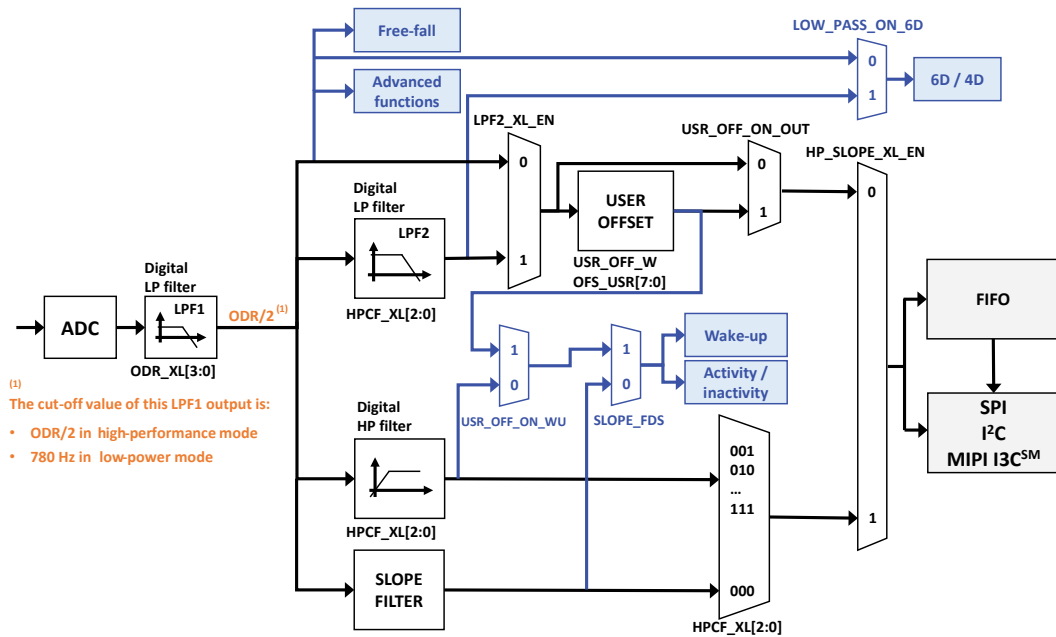 LOW_PASS_ON_6D
Free-fall
0
6D / 4D
Advanced
functions
1
LPF2_XL_EN
USR_OFF_ON_OUT
HP_SLOPE_XL_EN
0
0
0
Digital
LP filter
USER
OFFSET
LPF2
1
1
USR_OFF_W
OFS_USR[7:0]
Digital
LP filter
HPCF_XL[2:0]
FIFO
ADC
LPF1
ODR/2 (1)
ODR_XL[3:0]
1
0
1
0
Wake-up
Activity /
inactivity
(1)
The cut-off value of this LPF1 output is:
• ODR/2 in high-performance mode
• 780 Hz in low-power mode
USR_OFF_ON_WU
SLOPE_FDS
SPI
I²C
MIPI I3C℠
Digital
HP filter
001
010
...
111
1
HPCF_XL[2:0]
SLOPE
FILTER
000
HPCF_XL[2:0]